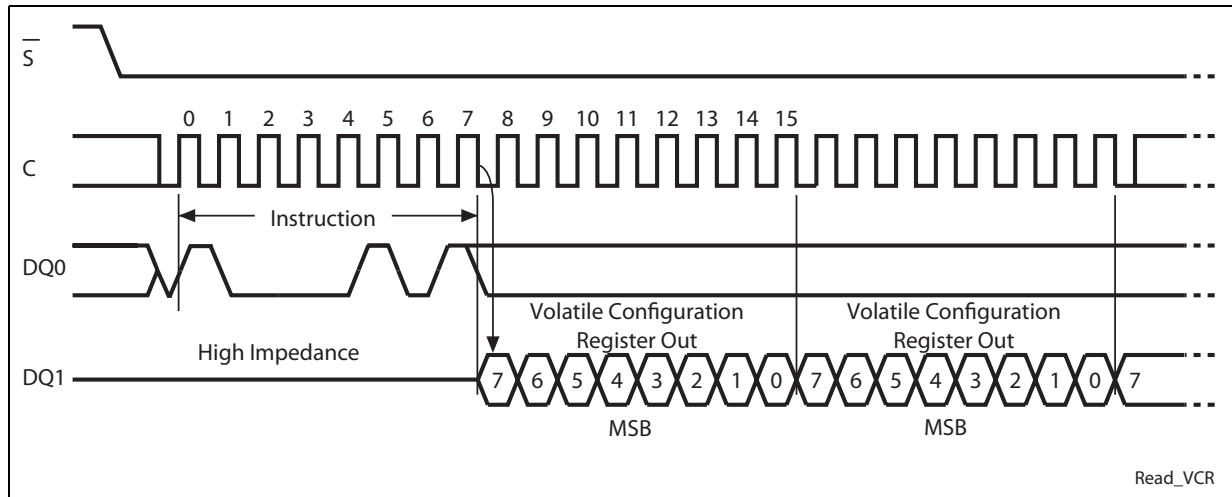 S
0 1 2 3 4 5 6 7 8 9 10 11 12 13 14 15
C
Instruction
DQ0
Volatile Configuration Register Out
Volatile Configuration Register Out
High Impedance
DQ1
7 6 5 4 3 2 1 0 7 6 5 4 3 2 1 0 7
MSB MSB
Read_VCR